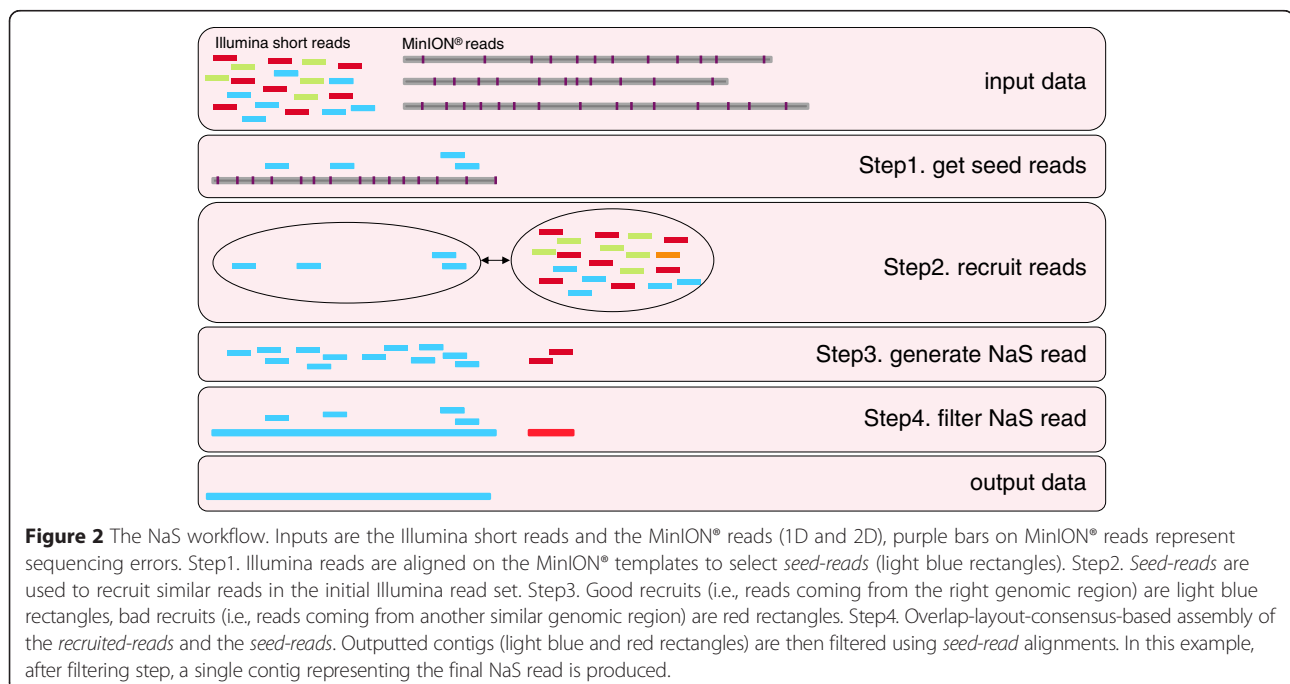 Illumina short reads
MinION® reads
input data
Step1. get seed reads
Step2. recruit reads
Step3. generate NaS read
Step4. filter NaS read
output data
Figure 2 The NaS workflow. Inputs are the Illumina short reads and the MinION® reads (1D and 2D), purple bars on MinION® reads represent
sequencing errors. Step1. Illumina reads are aligned on the MinION® templates to select seed-reads (light blue rectangles). Step2. Seed-reads are
used to recruit similar reads in the initial Illumina read set. Step3. Good recruits (i.e., reads coming from the right genomic region) are light blue
rectangles, bad recruits (i.e., reads coming from another similar genomic region) are red rectangles. Step4. Overlap-layout-consensus-based assembly of
the recruited-reads and the seed-reads. Outputted contigs (light blue and red rectangles) are then filtered using seed-read alignments. In this example,
after filtering step, a single contig representing the final NaS read is produced.